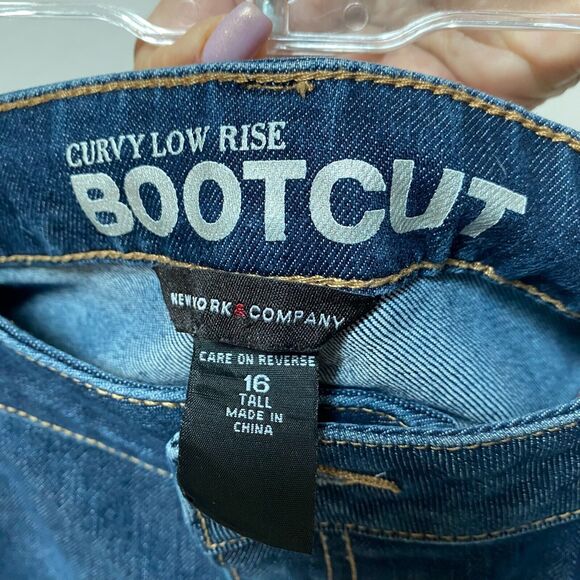 CURVY LOW RISE
BOOTCUT
NEW YORK & COMPANY
CARE ON REVERSE
16
TALL
MADE IN
CHINA